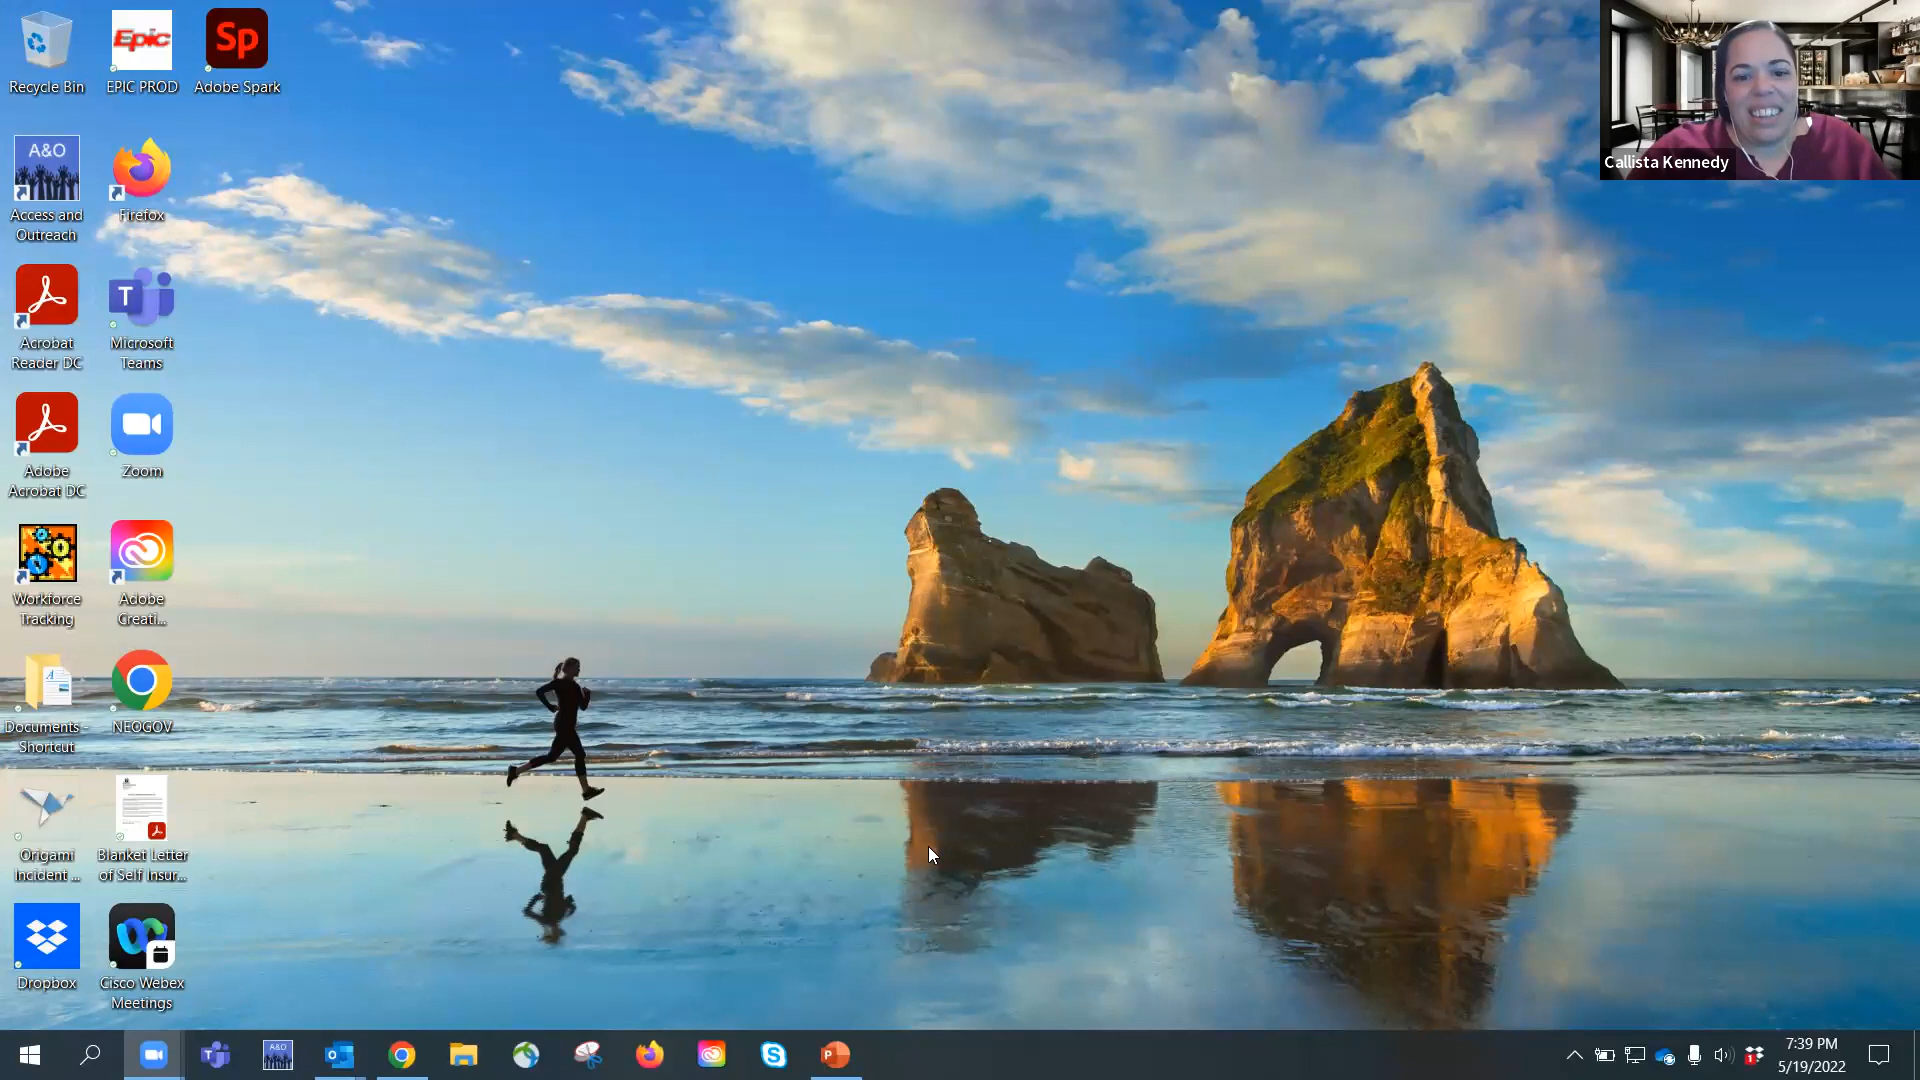 Recycle Bin
Epic
EPIC PROD
Sp
Adobe Spark
A&O
Access and
Outreach
Firefox
Acrobat
Reader DC
T
Microsoft
Teams
Adobe
Acrobat DC
Zoom
Workforce
Tracking
Adobe
Creati...
Documents -
Shortcut
NEOGOV
Origami
Incident ...
Blanket Letter
of Self Insur...
Dropbox
Cisco Webex
Meetings
Callista Kennedy
T
A&O
O
S
P
1
7:39 PM
5/19/2022